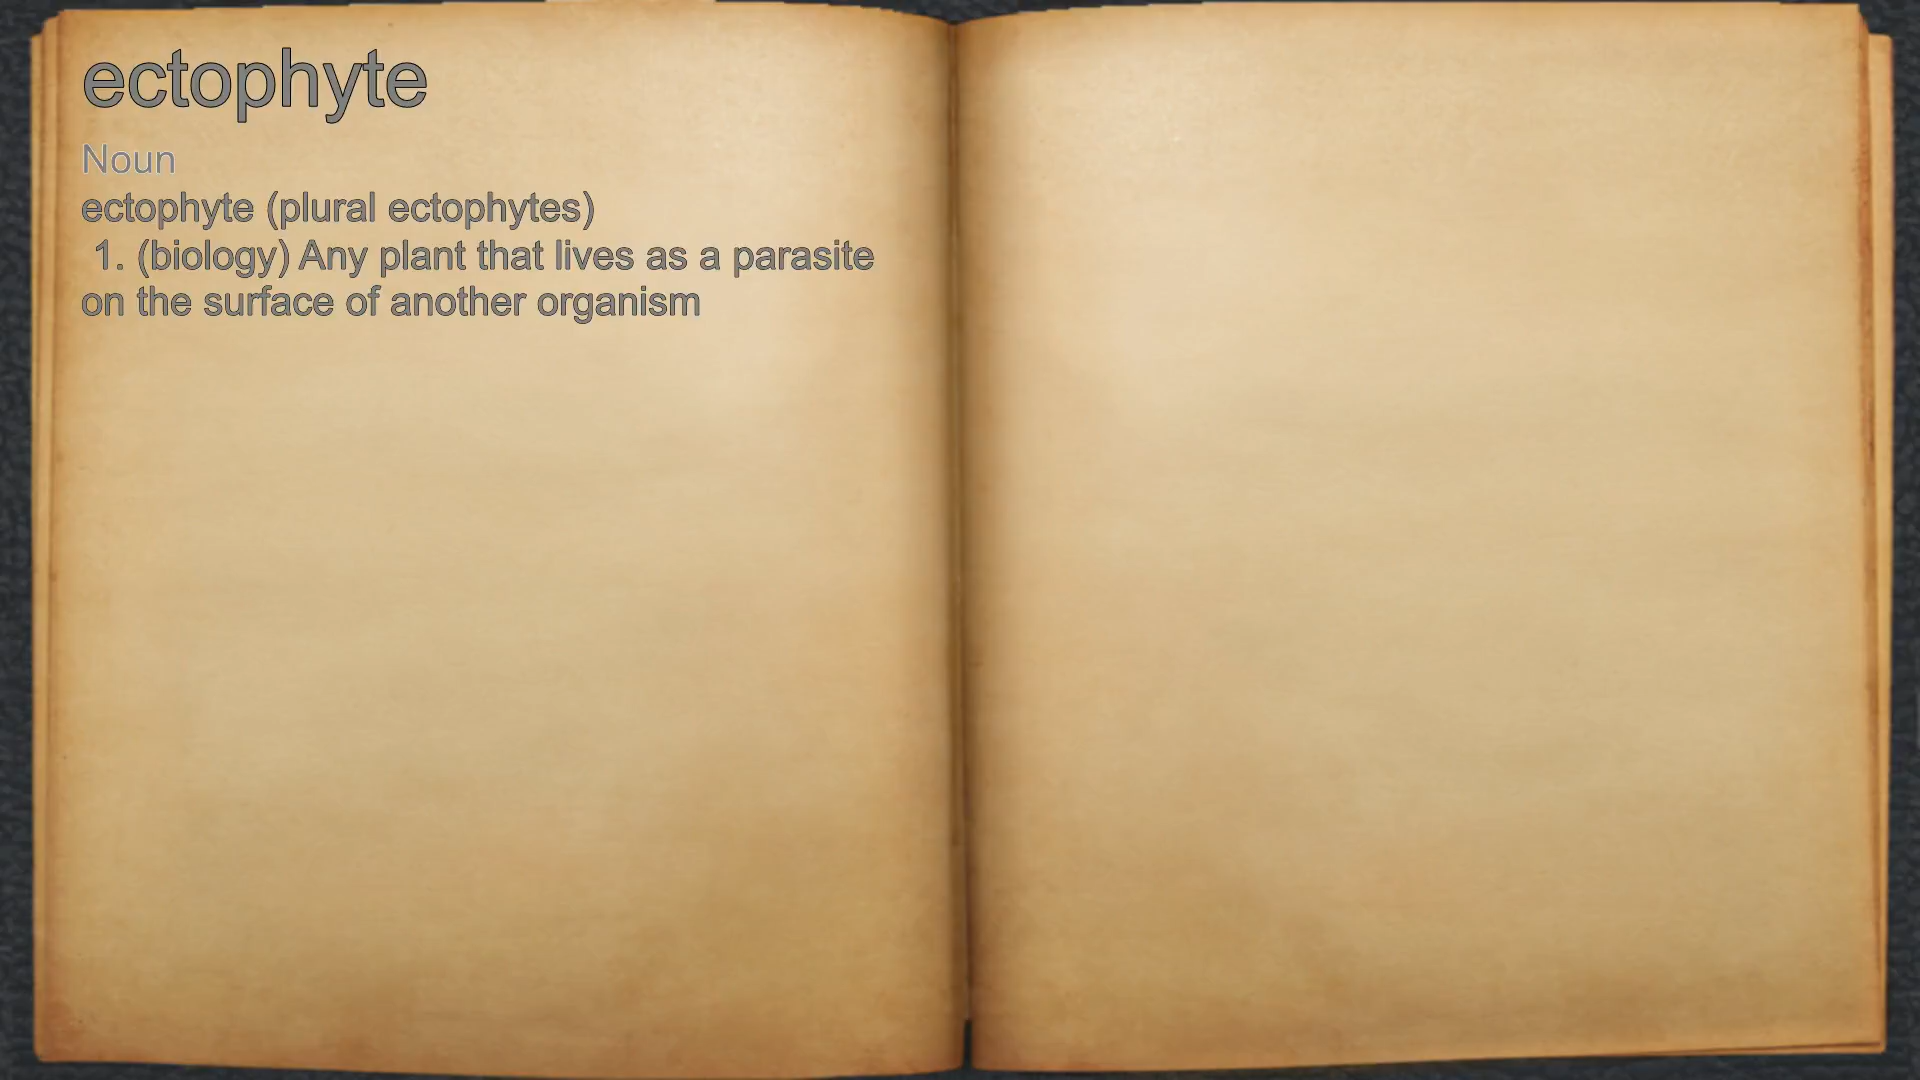 ectophyte
Noun
ectophyte (plural ectophytes)
1. (biology) Any plant that lives as a parasite
on the surface of another organism